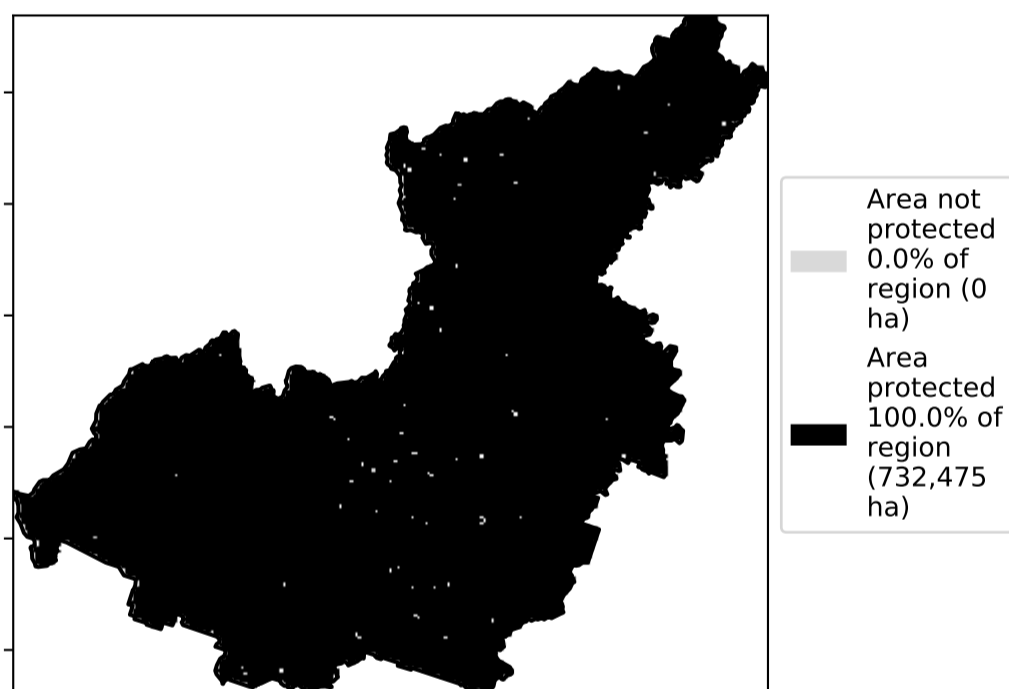 Area not
protected
0.0% of
region (0
ha)
Area
protected
100.0% of
region
(732,475
ha)